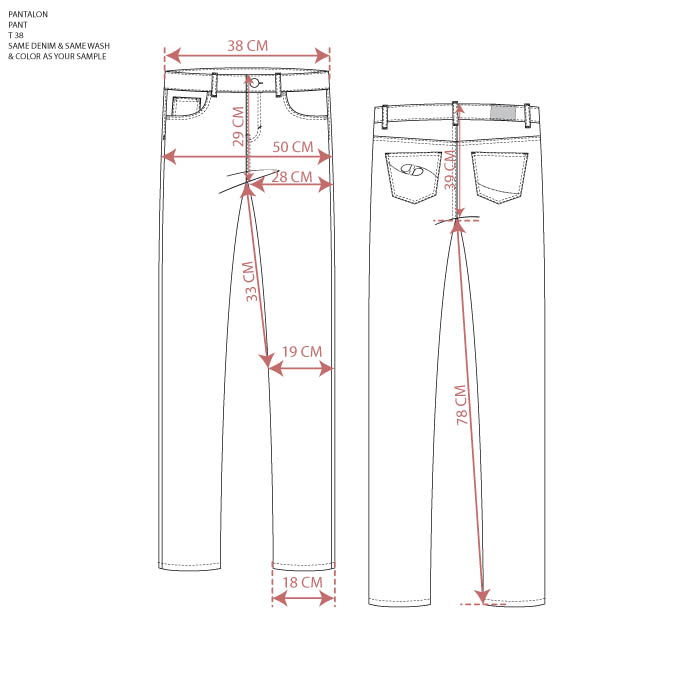 PANTALON
PANT
T 38
SAME DENIM & SAME WASH
& COLOR AS YOUR SAMPLE
38 CM
29 CM
50 CM
28 CM
39 CM
33 CM
19 CM
78 CM
18 CM